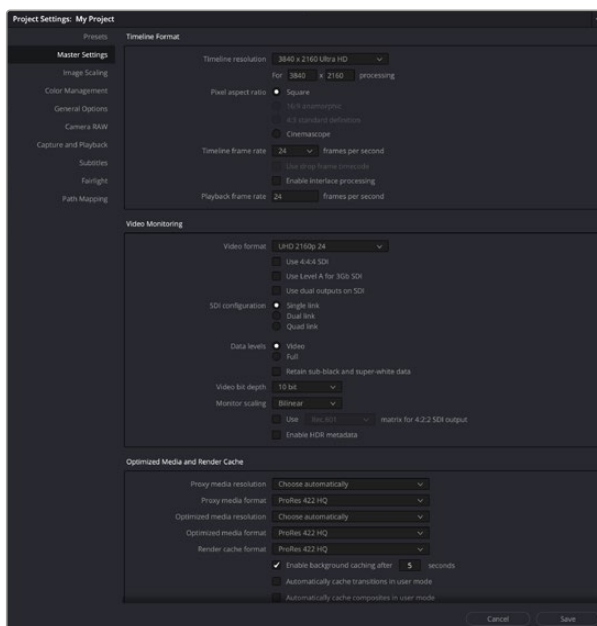 Project Settings: My Project
Presets
Master Settings
Image Scaling
Color Management
General Options
Camera RAW
Capture and Playback
Subtitles
Fairlight
Path Mapping
Timeline Format
Timeline resolution 3840 x 2160 Ultra HD
For 3840 x 2160 processing
Pixel aspect ratio Square
16:9 anamorphic
4:3 standard definition
Cinemascope
Timeline frame rate 24 frames per second
Use drop frame timecode
Enable interlace processing
Playback frame rate 24 frames per second
Video Monitoring
Video format UHD 2160p 24
Use 4:4:4 SDI
Use Level A for 3Gb SDI
Use dual outputs on SDI
SDI configuration Single link
Dual link
Quad link
Data levels Video
Full
Retain sub-black and super-white data
Video bit depth 10 bit
Monitor scaling Bilinear
Use Rec.601 matrix for 4:2:2 SDI output
Enable HDR metadata
Optimized Media and Render Cache
Proxy media resolution Choose automatically
Proxy media format ProRes 422 HQ
Optimized media resolution Choose automatically
Optimized media format ProRes 422 HQ
Render cache format ProRes 422 HQ
Enable background caching after 5 seconds
Automatically cache transitions in user mode
Automatically cache composites in user mode
Cancel Save